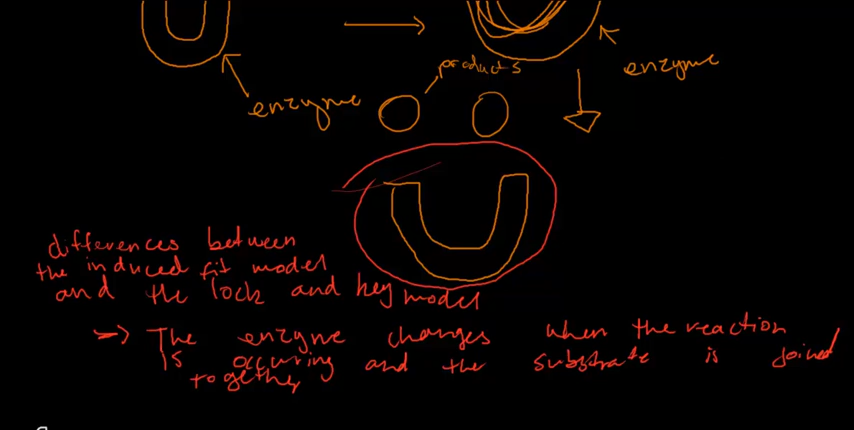 products
enzyme
enzyme
differences between
the induced fit model
and the lock and key model
The enzyme changes when the reaction
is occuring and the substrate is joined
together